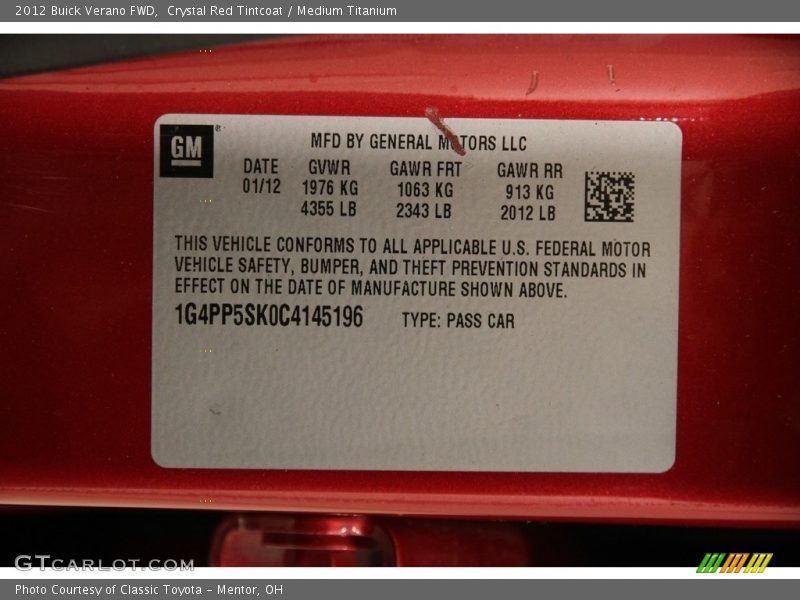 2012 Buick Verano FWD,  Crystal Red Tintcoat / Medium Titanium
GM
®
MFD BY GENERAL MOTORS LLC
DATE GVWR GAWR FRT GAWR RR
01/12 1976 KG 1063 KG 913 KG
4355 LB 2343 LB 2012 LB
THIS VEHICLE CONFORMS TO ALL APPLICABLE U.S. FEDERAL MOTOR
VEHICLE SAFETY, BUMPER, AND THEFT PREVENTION STANDARDS IN
EFFECT ON THE DATE OF MANUFACTURE SHOWN ABOVE.
1G4PP5SK0C4145196 TYPE: PASS CAR
GTCARLOT.COM
Photo Courtesy of Classic Toyota - Mentor, OH